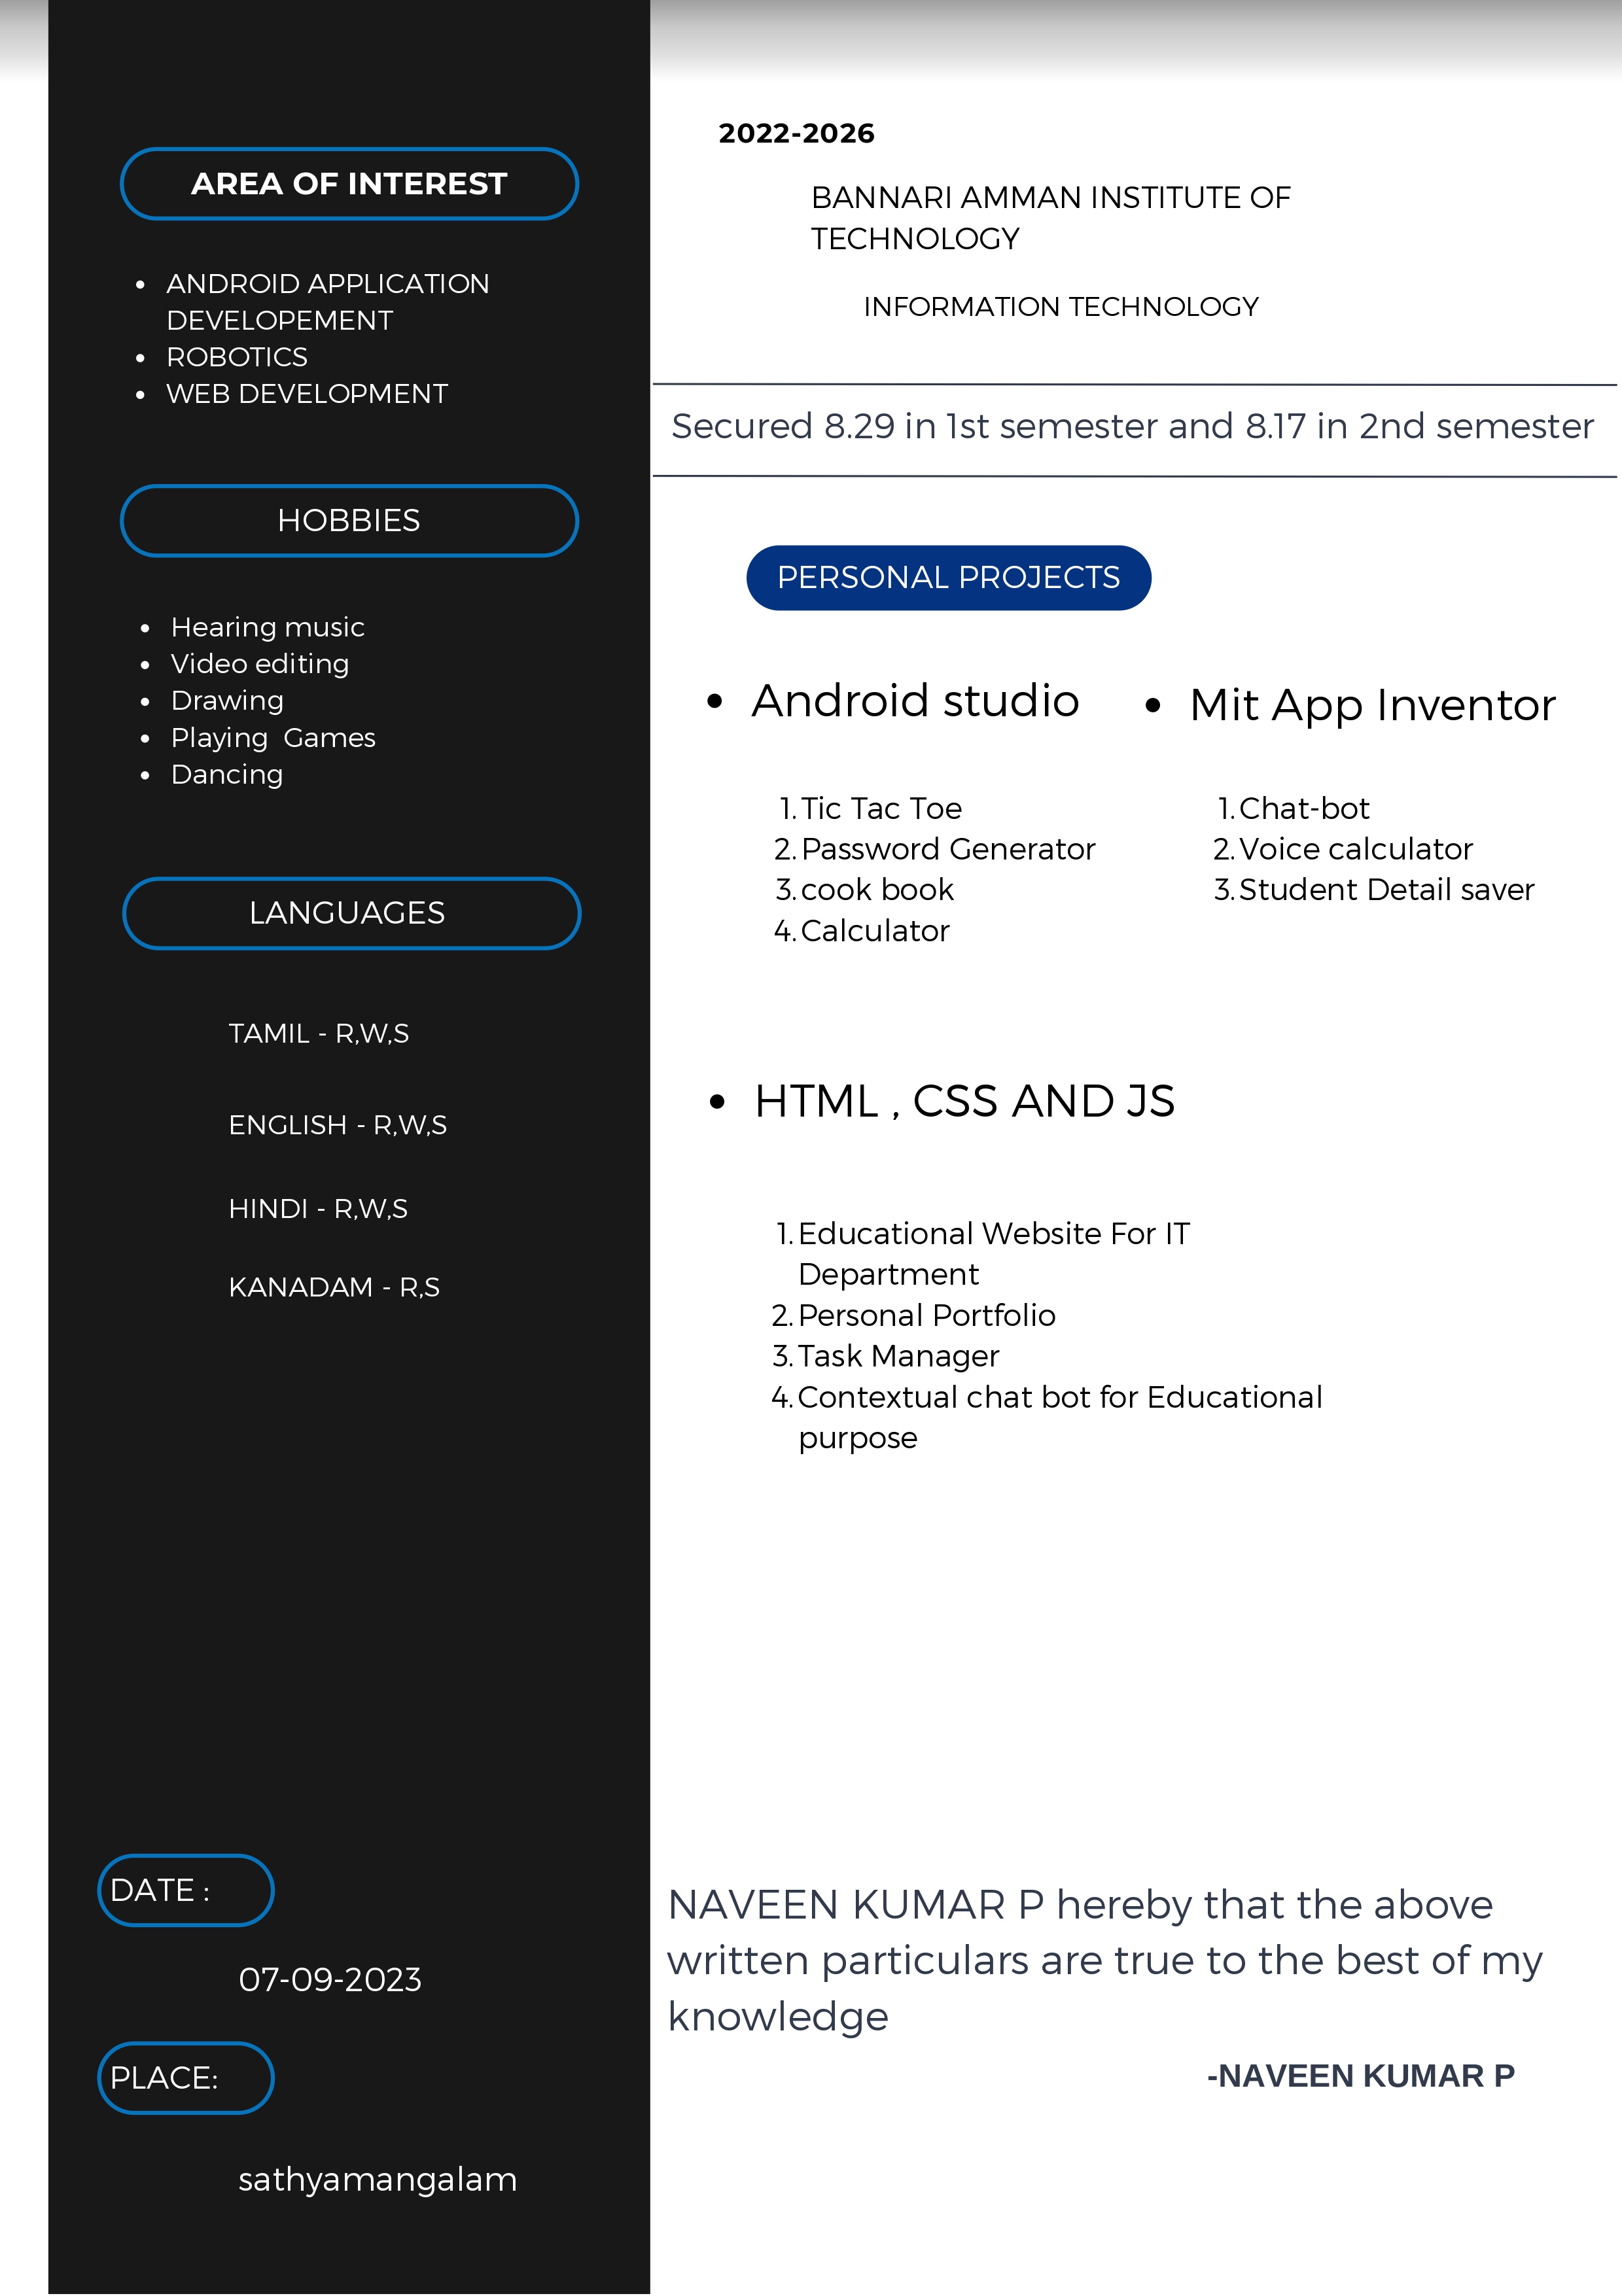 AREA OF INTEREST
• ANDROID APPLICATION
DEVELOPEMENT
• ROBOTICS
• WEB DEVELOPMENT
HOBBIES
• Hearing music
• Video editing
• Drawing
• Playing  Games
• Dancing
LANGUAGES
TAMIL - R,W,S
ENGLISH - R,W,S
HINDI - R,W,S
KANADAM - R,S
DATE :
07-09-2023
PLACE:
sathyamangalam
2022-2026
BANNARI AMMAN INSTITUTE OF
TECHNOLOGY
INFORMATION TECHNOLOGY
Secured 8.29 in 1st semester and 8.17 in 2nd semester
PERSONAL PROJECTS
• Android studio
1. Tic Tac Toe
2. Password Generator
3. cook book
4. Calculator
• Mit App Inventor
1. Chat-bot
2. Voice calculator
3. Student Detail saver
• HTML , CSS AND JS
1. Educational Website For IT
Department
2. Personal Portfolio
3. Task Manager
4. Contextual chat bot for Educational
purpose
NAVEEN KUMAR P hereby that the above
written particulars are true to the best of my
knowledge
-NAVEEN KUMAR P